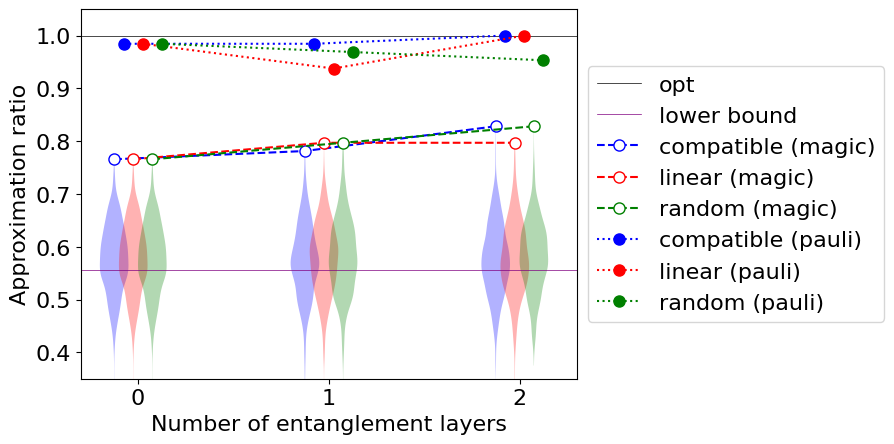 Approximation ratio
1.0
0.9
0.8
0.7
0.6
0.5
0.4
0 1 2
Number of entanglement layers
opt
lower bound
compatible (magic)
linear (magic)
random (magic)
compatible (pauli)
linear (pauli)
random (pauli)